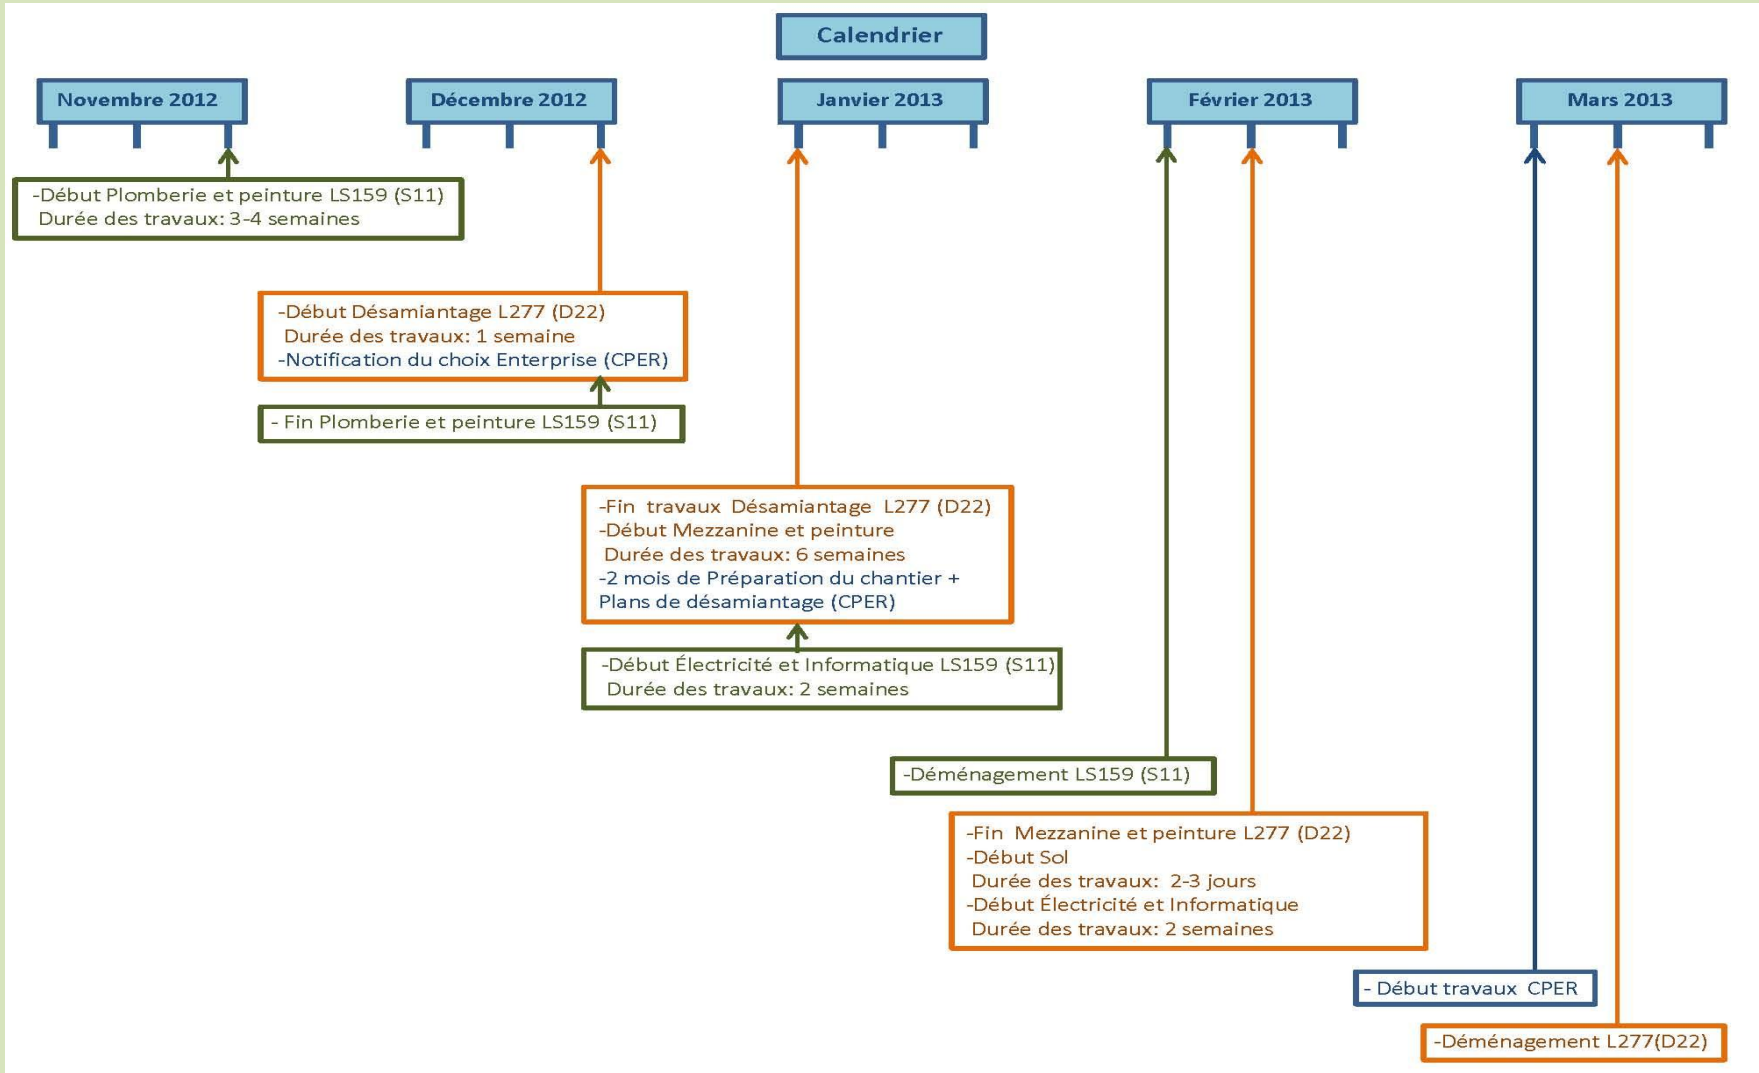 Calendrier
Novembre 2012
Décembre 2012
Janvier 2013
Février 2013
Mars 2013
-Début Plomberie et peinture LS159 (S11)
Durée des travaux: 3-4 semaines
-Début Désamiantage L277 (D22)
Durée des travaux: 1 semaine
-Notification du choix Enterprise (CPER)
- Fin Plomberie et peinture LS159 (S11)
-Fin travaux Désamiantage L277 (D22)
-Début Mezzanine et peinture
Durée des travaux: 6 semaines
-2 mois de Préparation du chantier +
Plans de désamiantage (CPER)
-Début Électricité et Informatique LS159 (S11)
Durée des travaux: 2 semaines
-Déménagement LS159 (S11)
-Fin Mezzanine et peinture L277 (D22)
-Début Sol
Durée des travaux: 2-3 jours
-Début Électricité et Informatique
Durée des travaux: 2 semaines
- Début travaux CPER
-Déménagement L277(D22)